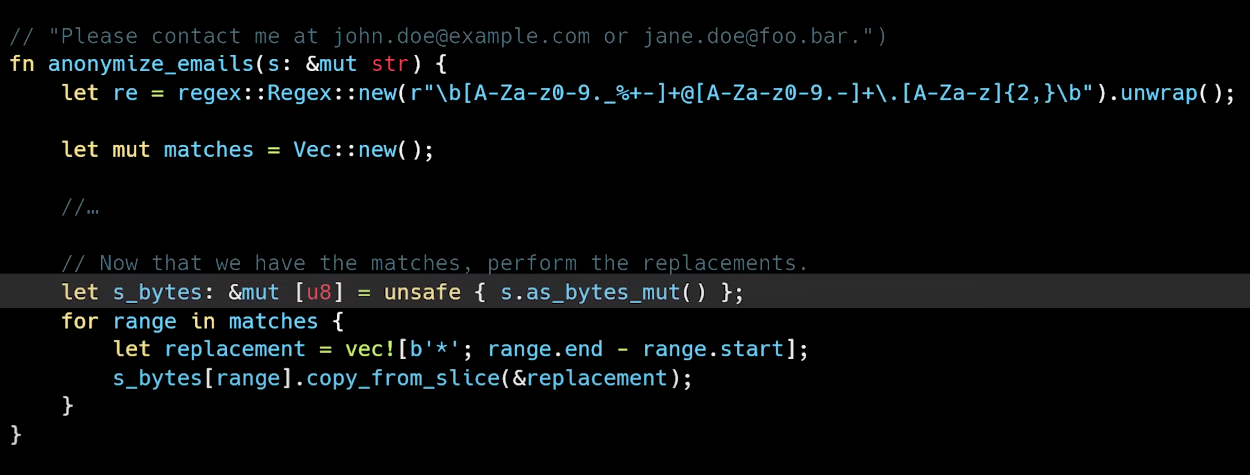 // "Please contact me at john.doe@example.com or jane.doe@foo.bar.")
fn anonymize_emails(s: &mut str) {
    let re = regex::Regex::new(r"\b[A-Za-z0-9._%+-]+@[A-Za-z0-9.-]+\.[A-Za-z]{2,}\b").unwrap();
    let mut matches = Vec::new();
    //…
    // Now that we have the matches, perform the replacements.
    let s_bytes: &mut [u8] = unsafe { s.as_bytes_mut() };
    for range in matches {
        let replacement = vec![b'*'; range.end - range.start];
        s_bytes[range].copy_from_slice(&replacement);
    }
}